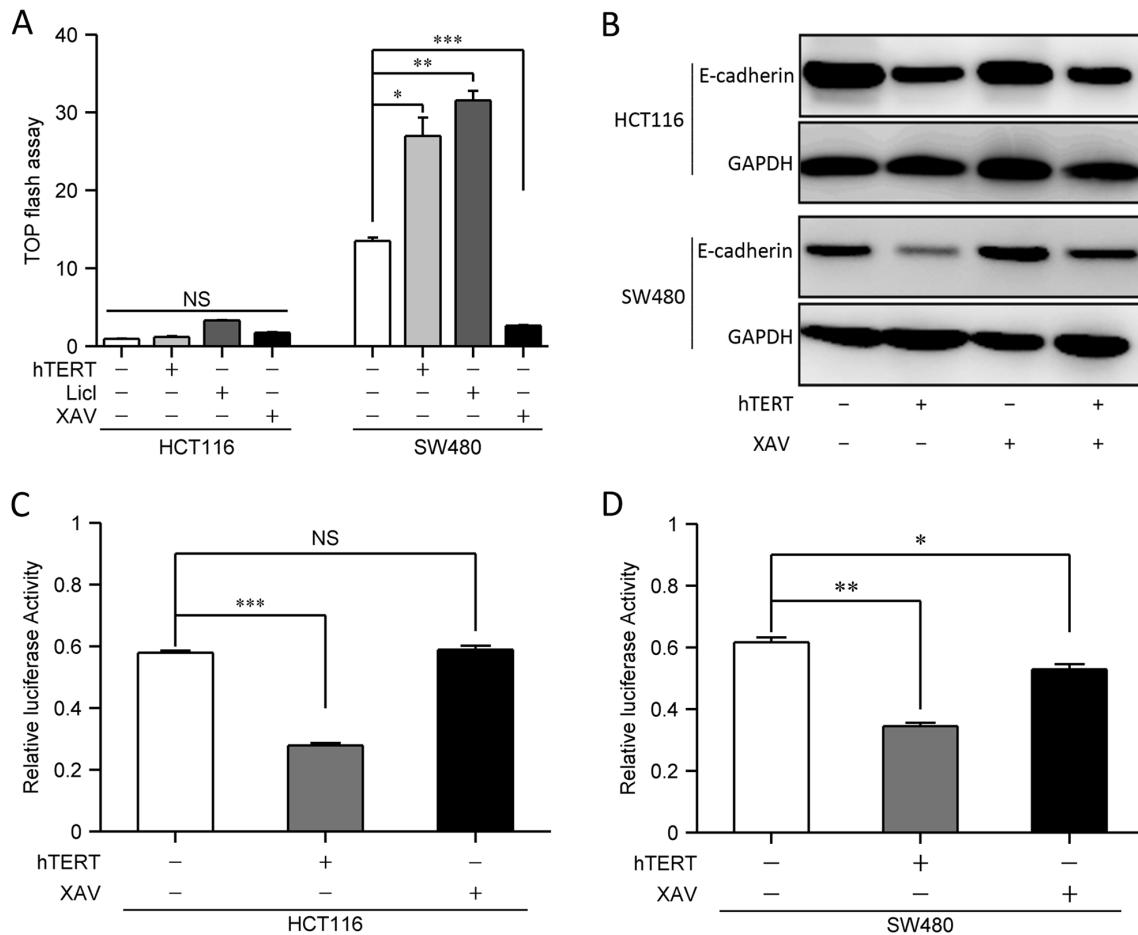 A
TOP flash assay
40
30
20
10
0
NS
*
**
***
hTERT – + – – – + – –
Licl – – + – – – + –
XAV – – – + – – – +
HCT116 SW480
B
HCT116
E-cadherin
GAPDH
SW480
E-cadherin
GAPDH
hTERT – + – +
XAV – – + +
C
Relative luciferase Activity
1
0.8
0.6
0.4
0.2
0
NS
***
hTERT – + –
XAV – – +
HCT116
D
Relative luciferase Activity
1
0.8
0.6
0.4
0.2
0
*
**
hTERT – + –
XAV – – +
SW480